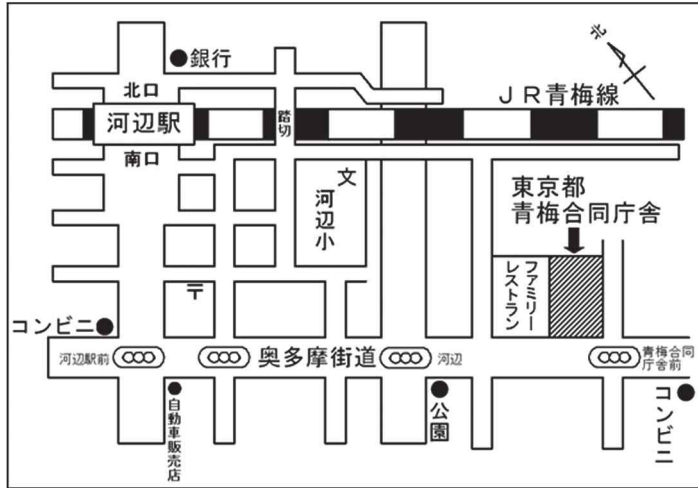 銀行
北
北口
JR青梅線
河辺駅
踏切
南口
文
河辺小
東京都
青梅合同庁舎
ファミリー
レストラン
〒
コンビニ
河辺駅前
奥多摩街道
河辺
青梅合同
庁舎前
自動車販売店
公園
コンビニ